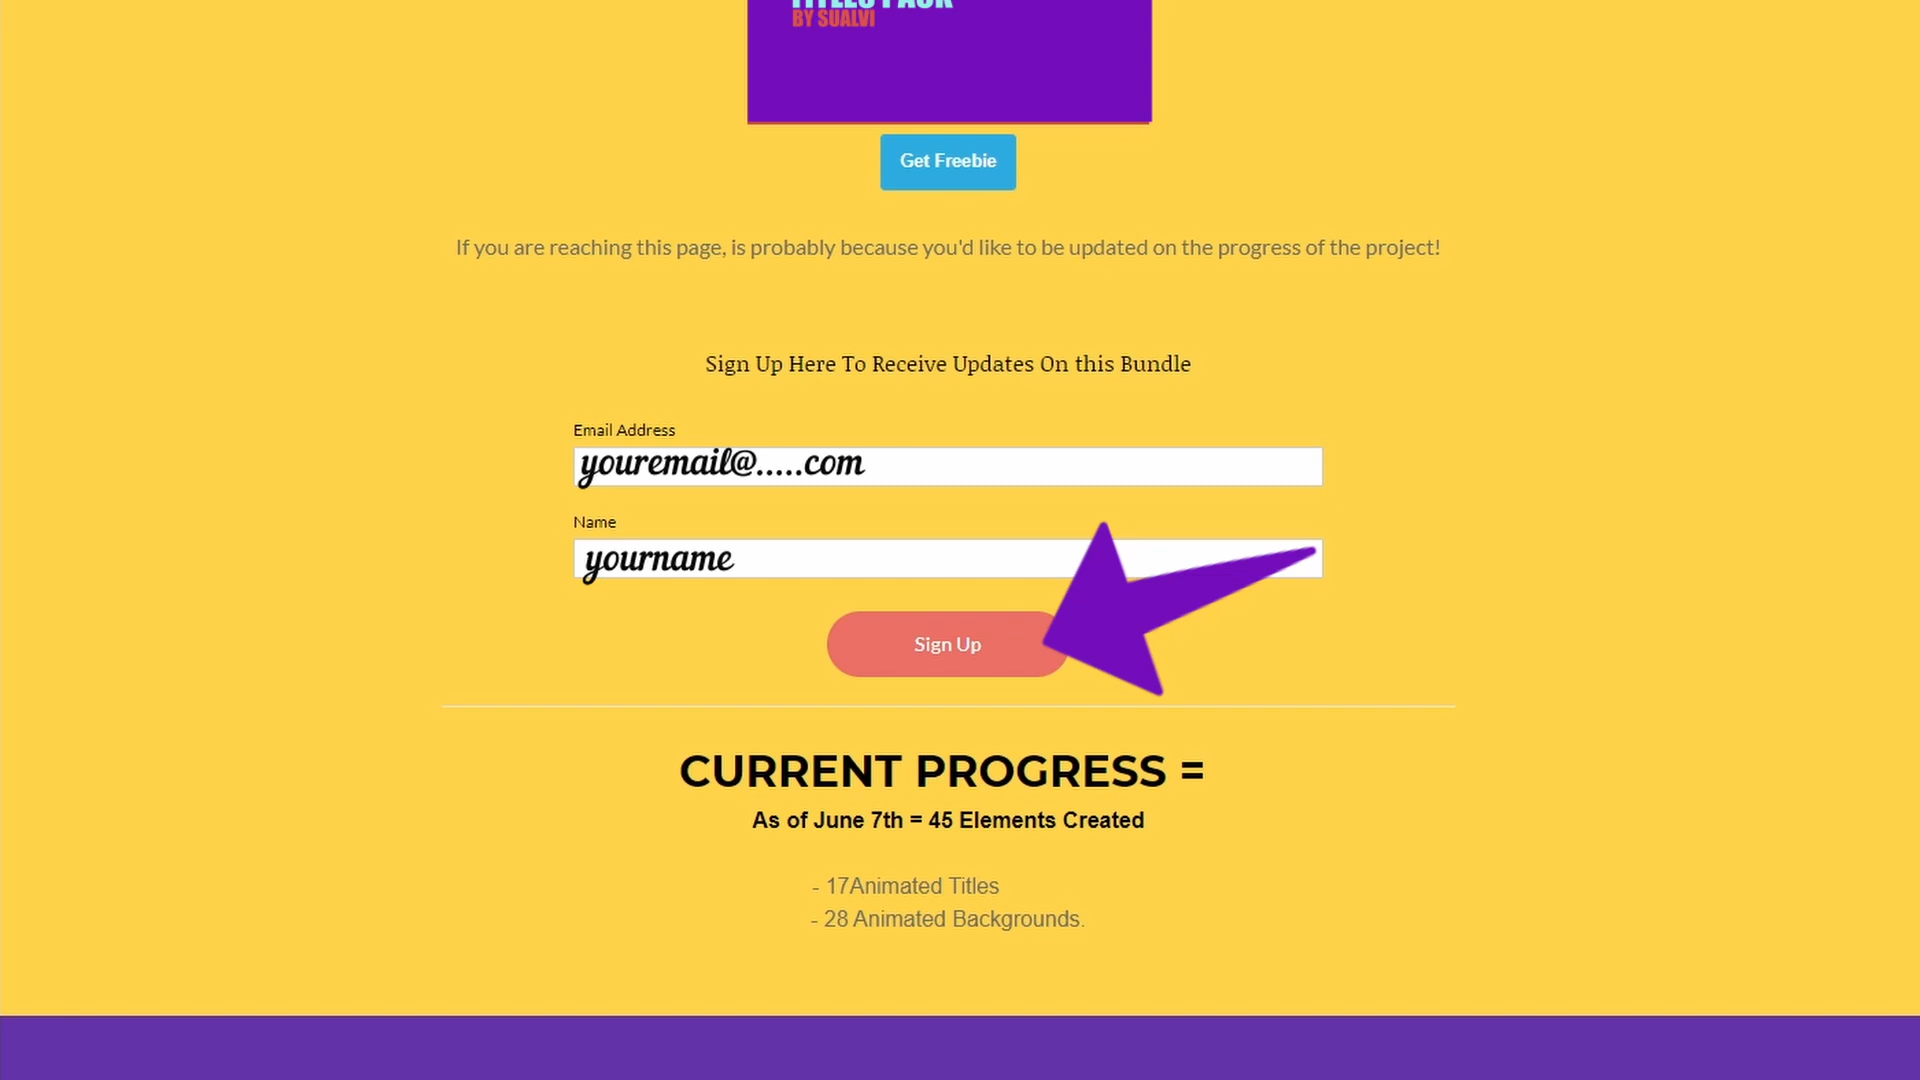 TITLES PACK
BY SUALVI
Get Freebie
If you are reaching this page, is probably because you'd like to be updated on the progress of the project!
Sign Up Here To Receive Updates On this Bundle
Email Address
youremail@.....com
Name
yourname
Sign Up
CURRENT PROGRESS =
As of June 7th = 45 Elements Created
- 17Animated Titles
- 28 Animated Backgrounds.